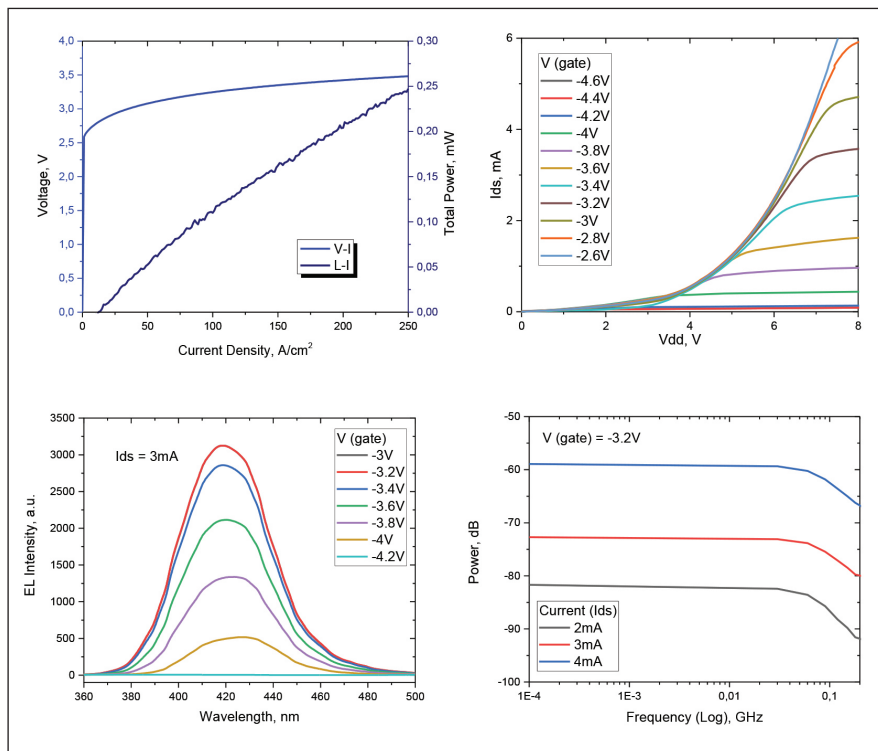 4,0
3,5
3,0
2,5
2,0
1,5
1,0
0,5
0,0
Voltage, V
0,30
0,25
0,20
0,15
0,10
0,05
0,00
Total Power, mW
V-I
L-I
0
50
100
150
200
250
Current Density, A/cm²
6
4
2
0
Ids, mA
V (gate)
-4.6V
-4.4V
-4.2V
-4V
-3.8V
-3.6V
-3.4V
-3.2V
-3V
-2.8V
-2.6V
0
2
4
6
8
Vdd, V
3500
3000
2500
2000
1500
1000
500
0
EL Intensity, a.u.
Ids = 3mA
V (gate)
-3V
-3.2V
-3.4V
-3.6V
-3.8V
-4V
-4.2V
360
380
400
420
440
460
480
500
Wavelength, nm
-50
-60
-70
-80
-90
-100
Power, dB
V (gate) = -3.2V
Current (Ids)
2mA
3mA
4mA
1E-4
1E-3
0,01
0,1
Frequency (Log), GHz